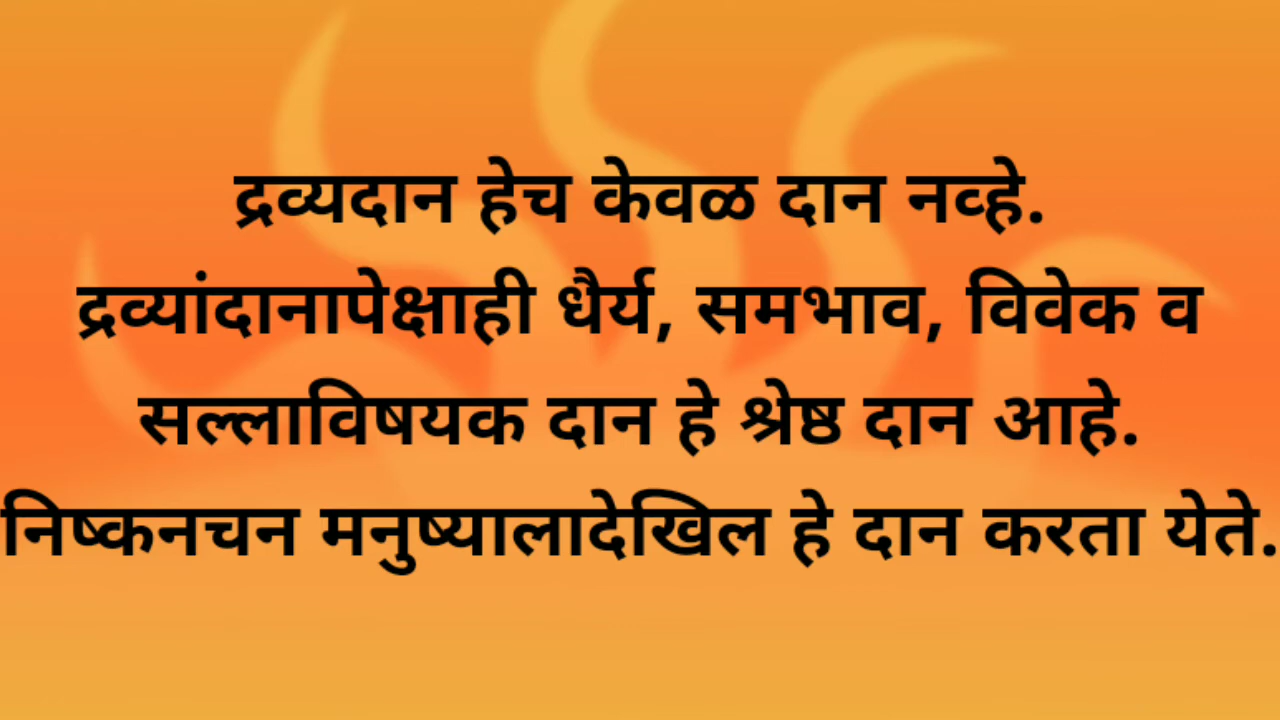 द्रव्यदान हेच केवळ दान नव्हे.
द्रव्यांदानापेक्षाही धैर्य, समभाव, विवेक व
सल्लाविषयक दान हे श्रेष्ठ दान आहे.
निष्कनचन मनुष्यालादेखिल हे दान करता येते.